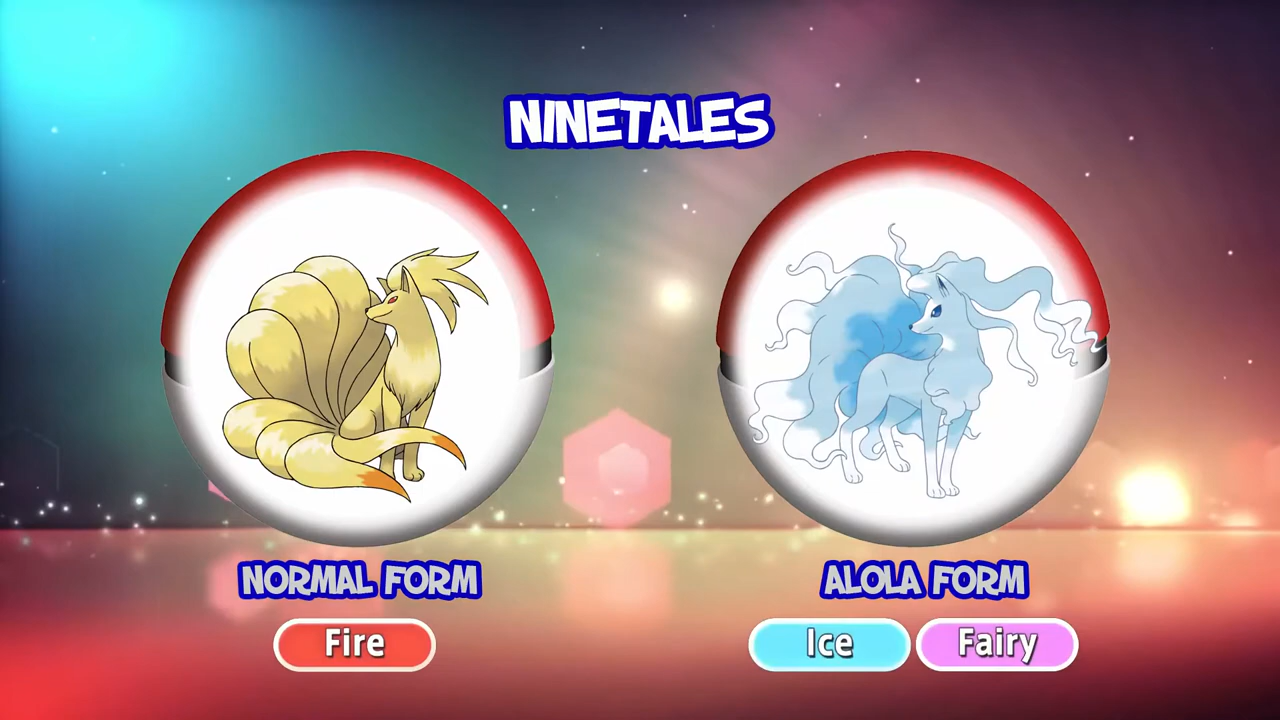 NINETALES
NORMAL FORM
ALOLA FORM
Fire
Ice
Fairy